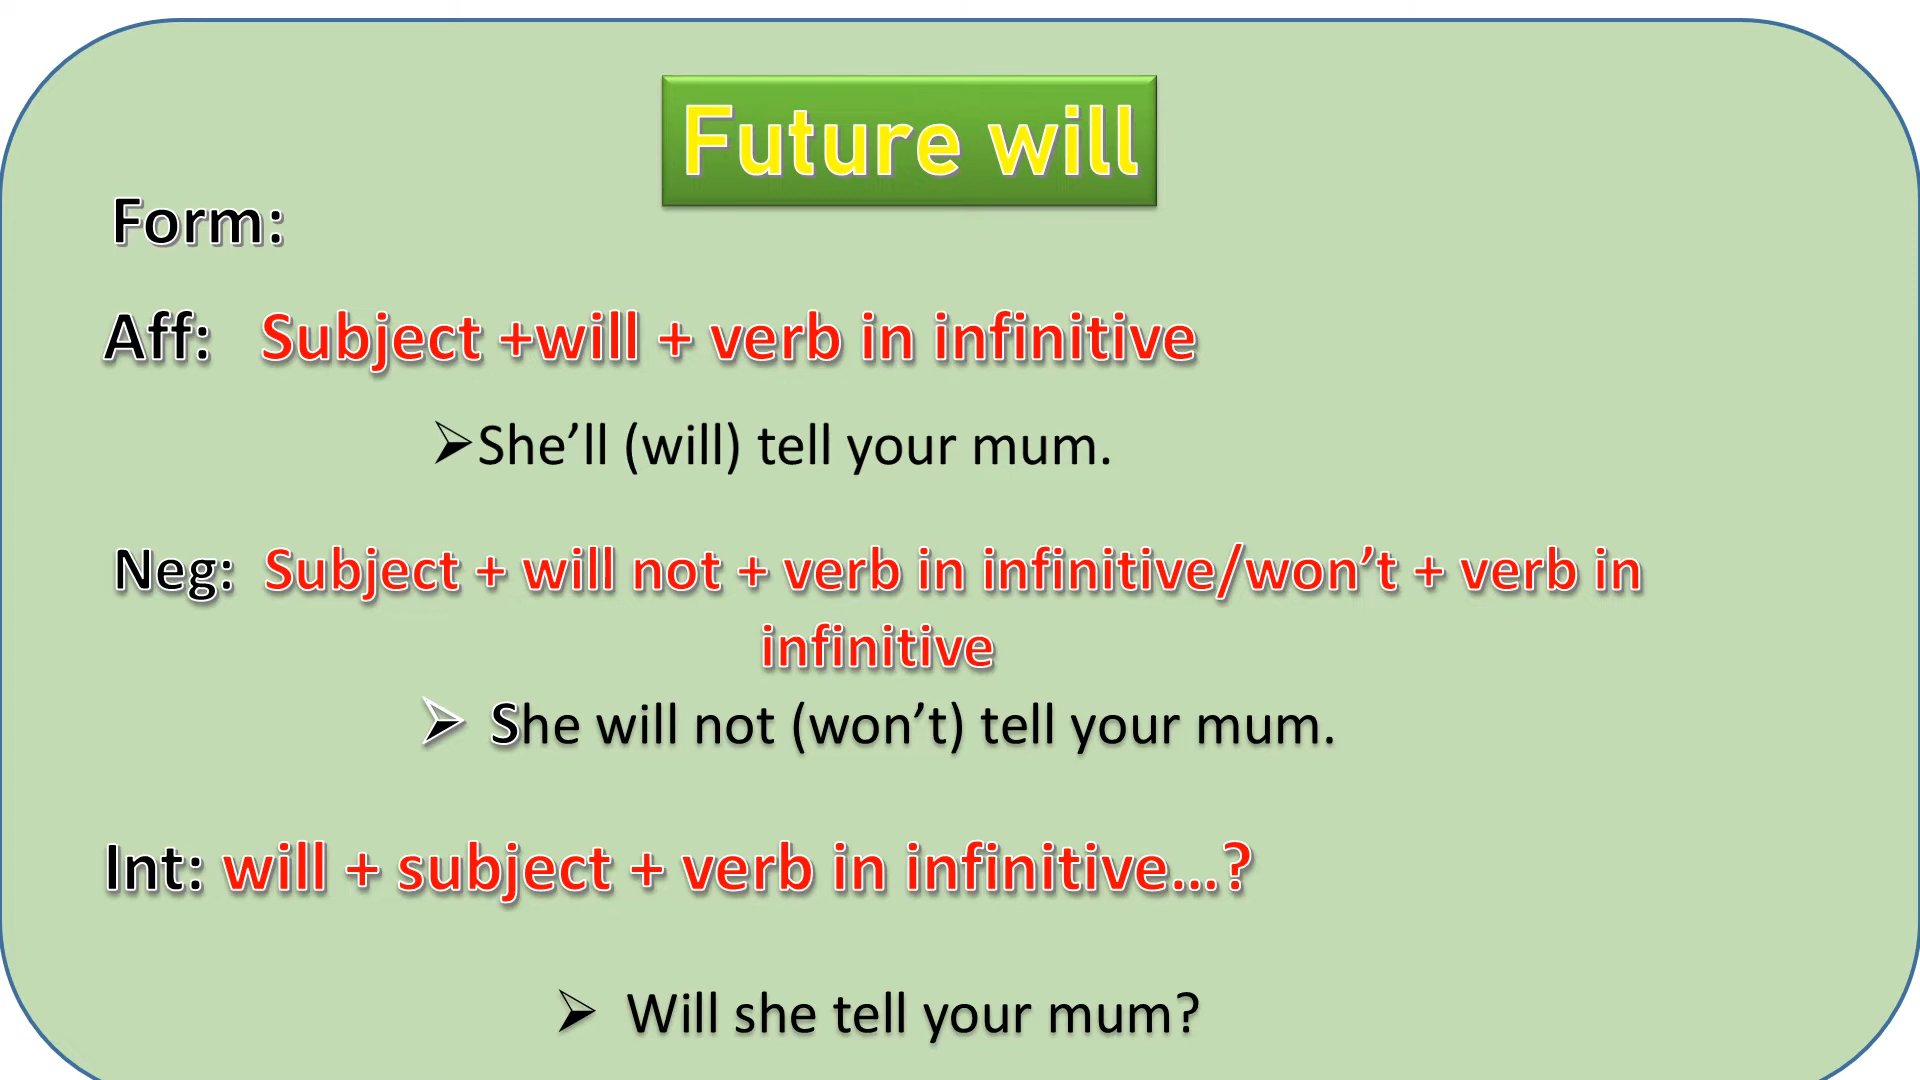 Future will
Form:
Aff: Subject +will + verb in infinitive
➢She’ll (will) tell your mum.
Neg: Subject + will not + verb in infinitive/won’t + verb in
infinitive
➢ She will not (won’t) tell your mum.
Int: will + subject + verb in infinitive...?
➢ Will she tell your mum?